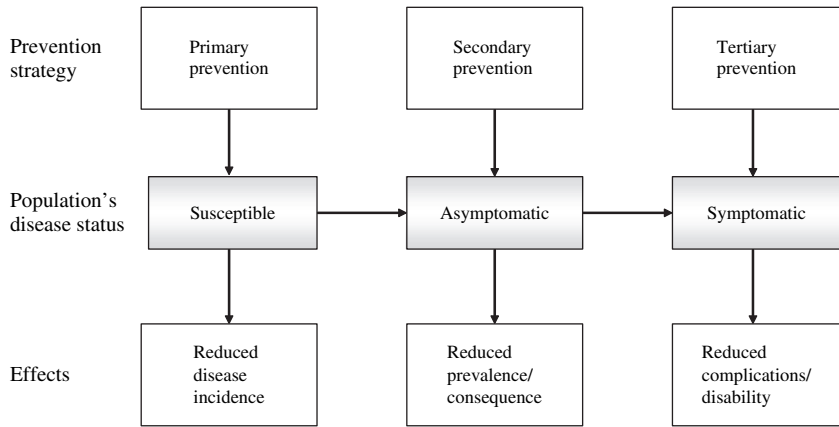 Prevention
strategy
Primary
prevention
Secondary
prevention
Tertiary
prevention
Population’s
disease status
Susceptible
Asymptomatic
Symptomatic
Effects
Reduced
disease
incidence
Reduced
prevalence/
consequence
Reduced
complications/
disability